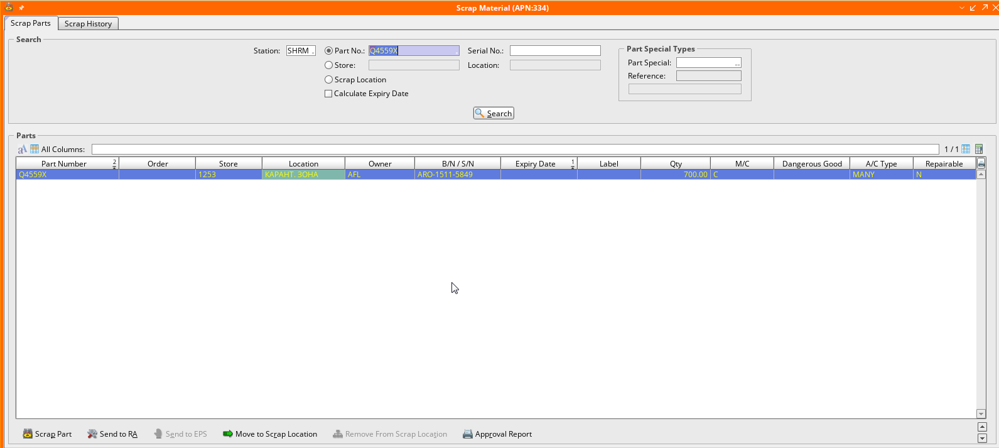 Scrap Material (APN:334)
Scrap Parts Scrap History
Search
Station: SHRM Part No.: Q4559X Serial No.: Part Special Types
Store: Location: Part Special:
Scrap Location Reference:
Calculate Expiry Date
Search
Parts
All Columns: 1 / 1
Part Number 2 Order Store Location Owner B/N / S/N Expiry Date 1 Label Qty M/C Dangerous Good A/C Type Repairable
Q4559X 1253 КАРАНТ. ЗОНА AFL ARO-1511-5849 700.00 C MANY N
Scrap Part Send to RA Send to EPS Move to Scrap Location Remove From Scrap Location Approval Report